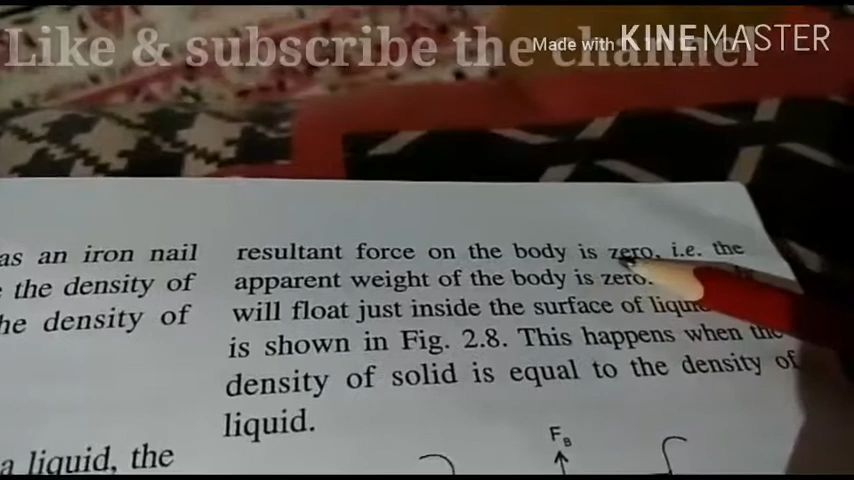 Like & subscribe the channel
Made with KINEMASTER
as an iron nail
the density of
he density of
a liquid, the
resultant force on the body is zero, i.e. the
apparent weight of the body is zero.
will float just inside the surface of
is shown in Fig. 2.8. This happens when the
density of solid is equal to the density of
liquid.
F_B